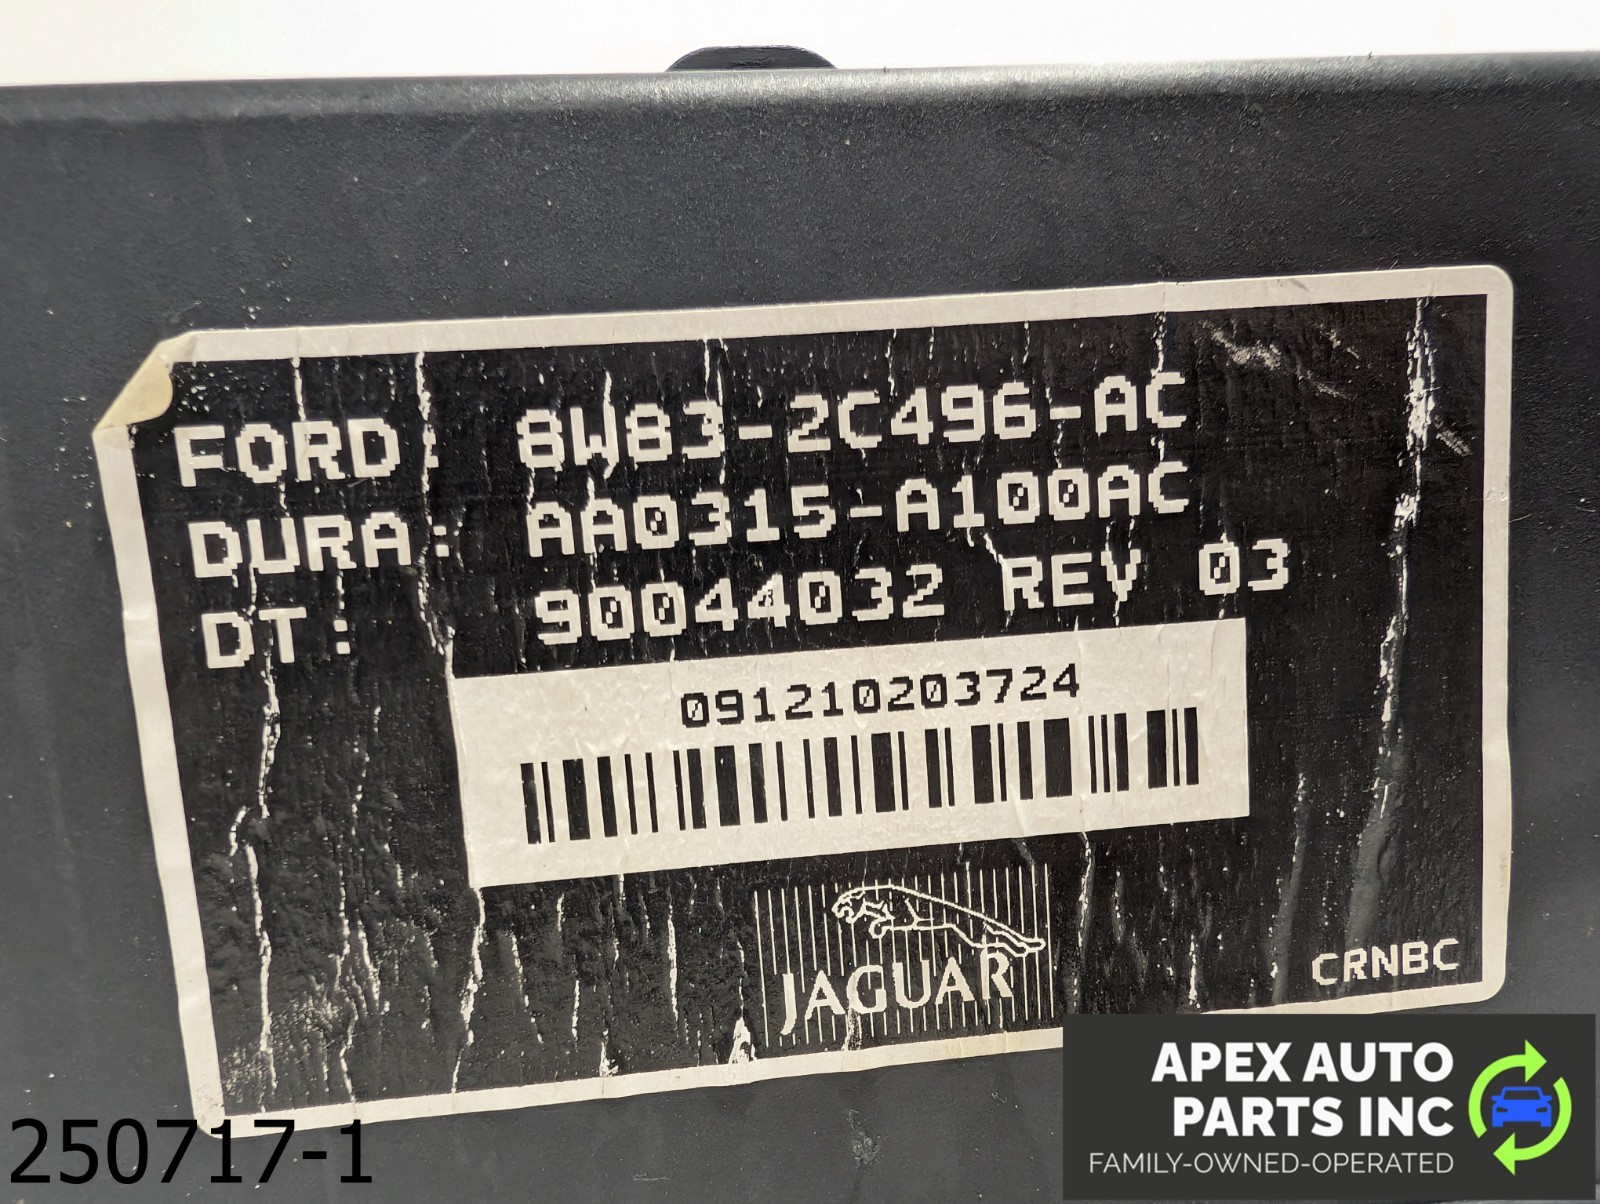 FORD: 8W83-2C496-AC
DURA: AA0315-A100AC
DT: 90044032 REV 03
091210203724
JAGUAR
CRNBC
250717-1
APEX AUTO
PARTS INC
FAMILY-OWNED-OPERATED